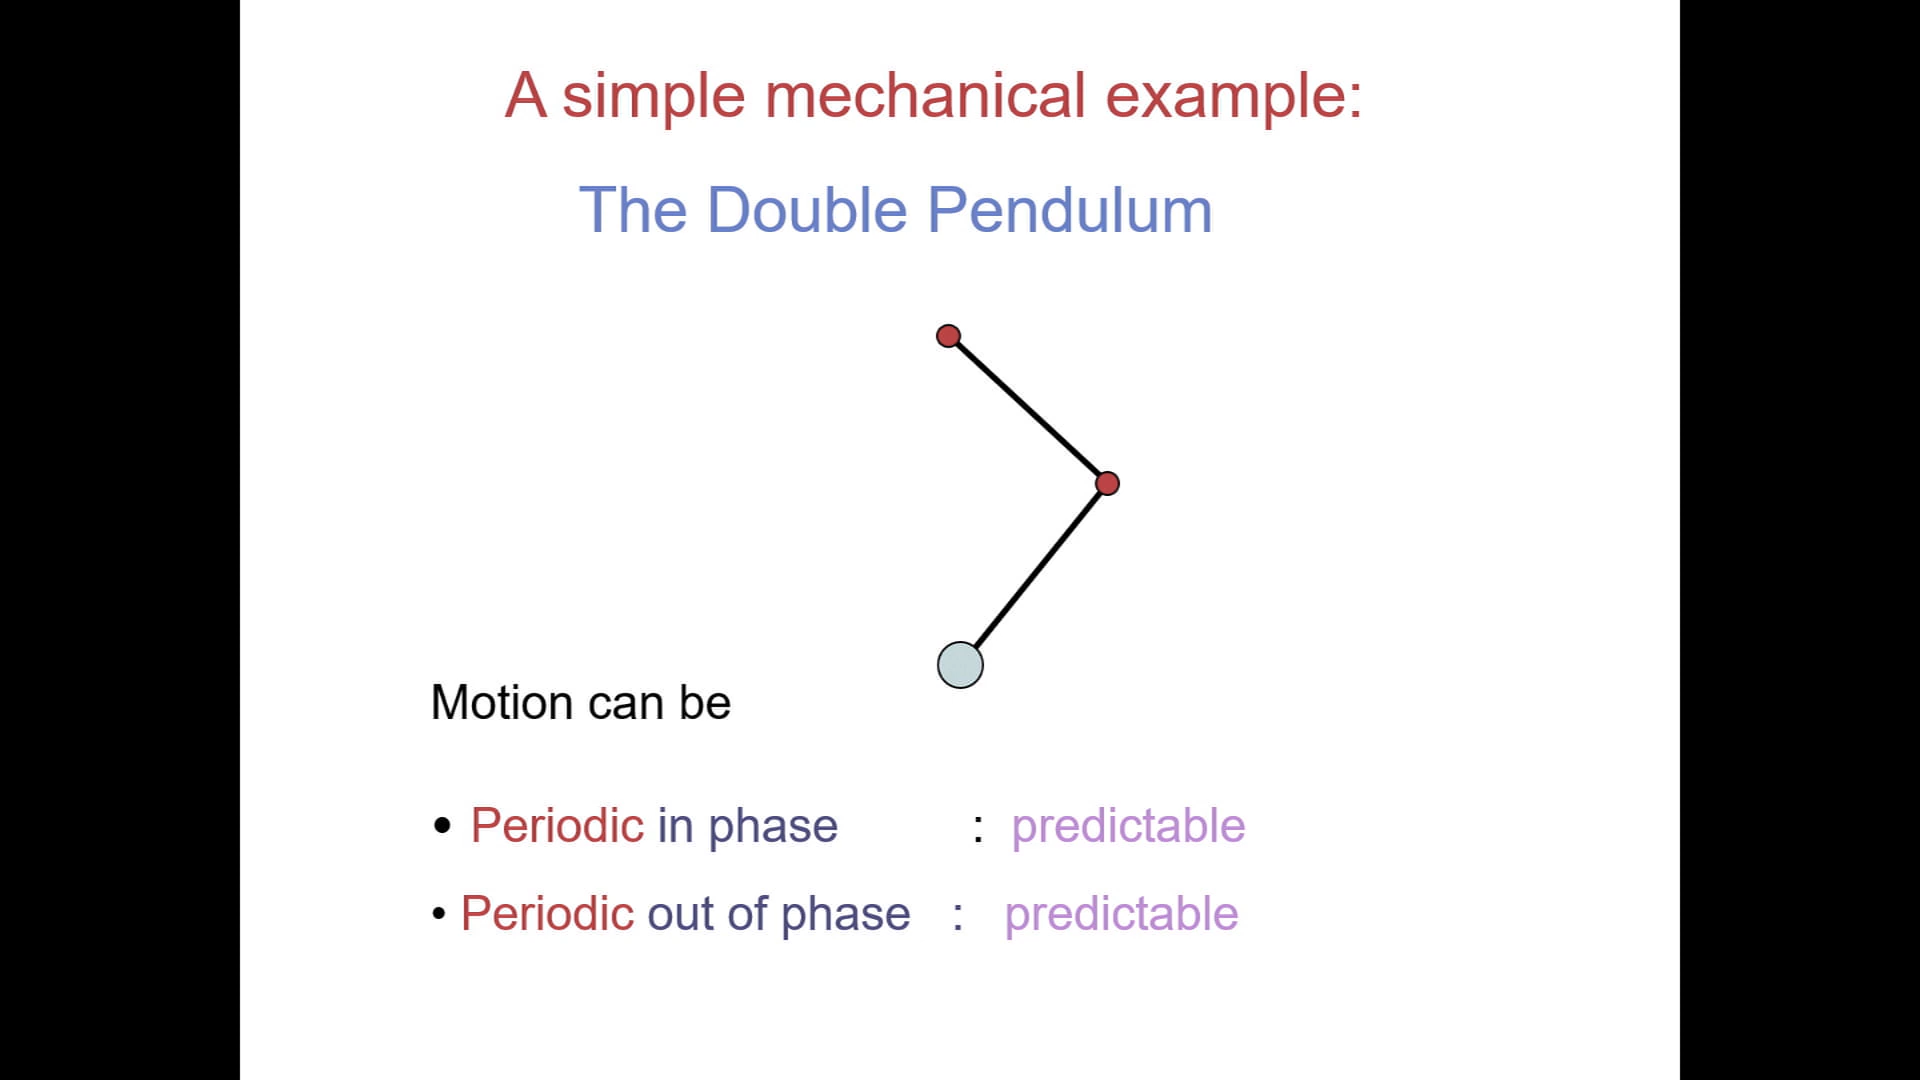 A simple mechanical example:
The Double Pendulum
Motion can be
• Periodic in phase : predictable
• Periodic out of phase : predictable